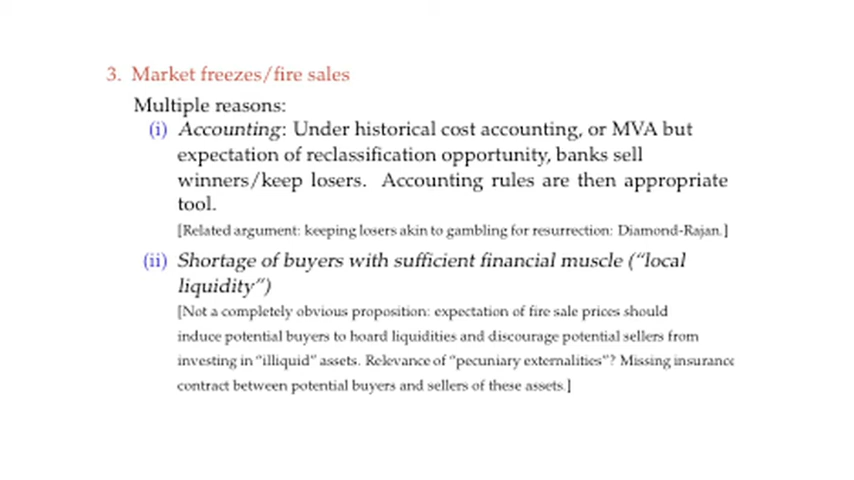 3. Market freezes/fire sales
Multiple reasons:
(i) Accounting: Under historical cost accounting, or MVA but
expectation of reclassification opportunity, banks sell
winners/keep losers. Accounting rules are then appropriate
tool.
[Related argument: keeping losers akin to gambling for resurrection: Diamond-Rajan.]
(ii) Shortage of buyers with sufficient financial muscle (“local
liquidity”)
[Not a completely obvious proposition: expectation of fire sale prices should
induce potential buyers to hoard liquidities and discourage potential sellers from
investing in “illiquid” assets. Relevance of “pecuniary externalities”? Missing insurance
contract between potential buyers and sellers of these assets.]